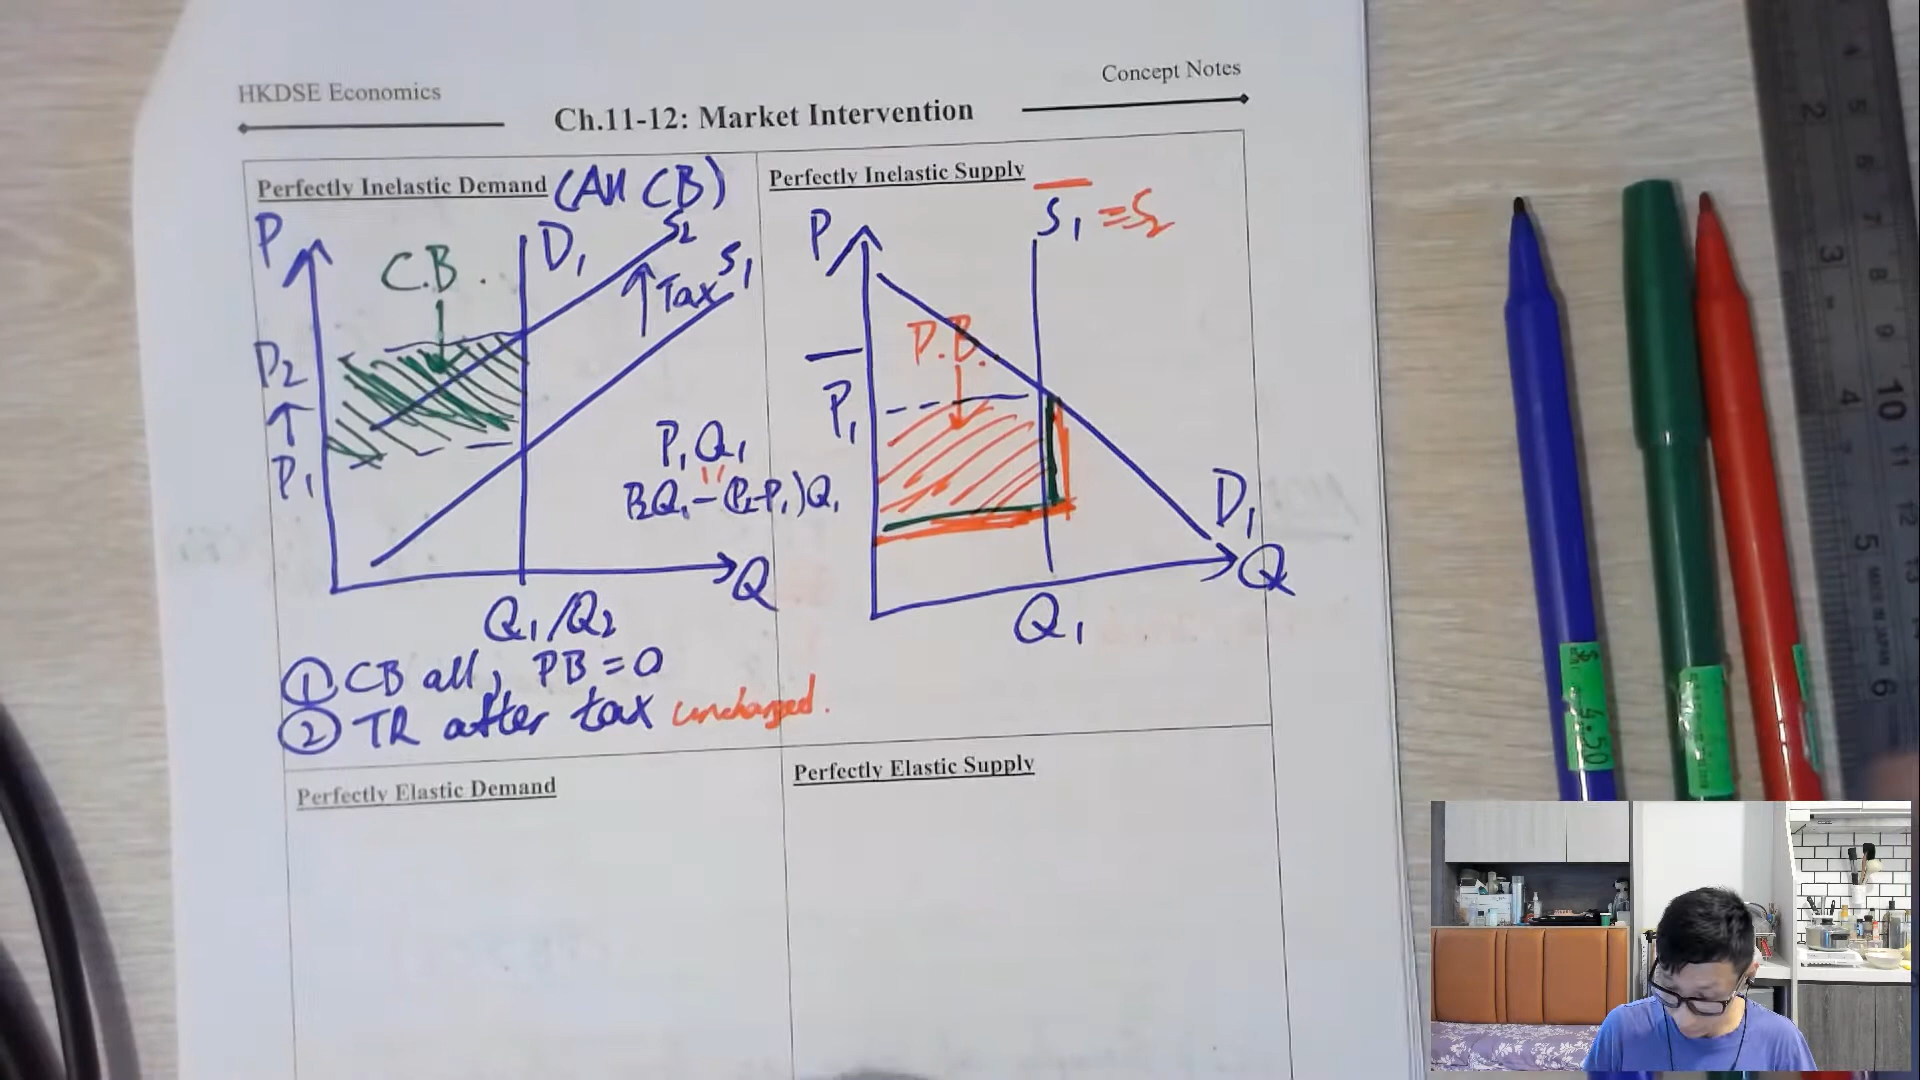 HKDSE Economics
Concept Notes
Ch.11-12: Market Intervention
Perfectly Inelastic Demand (All CB)
P
C.B.
D1
S2
Tax
S1
P2
↑
P1
P1Q1
"
P2Q1-(P2-P1)Q1
Q
Q1/Q2
① CB all, PB = 0
② TR after tax unchanged.
Perfectly Inelastic Supply
P
S1 = S2
P.B.
P1
D1
Q
Q1
Perfectly Elastic Demand
Perfectly Elastic Supply
4.50